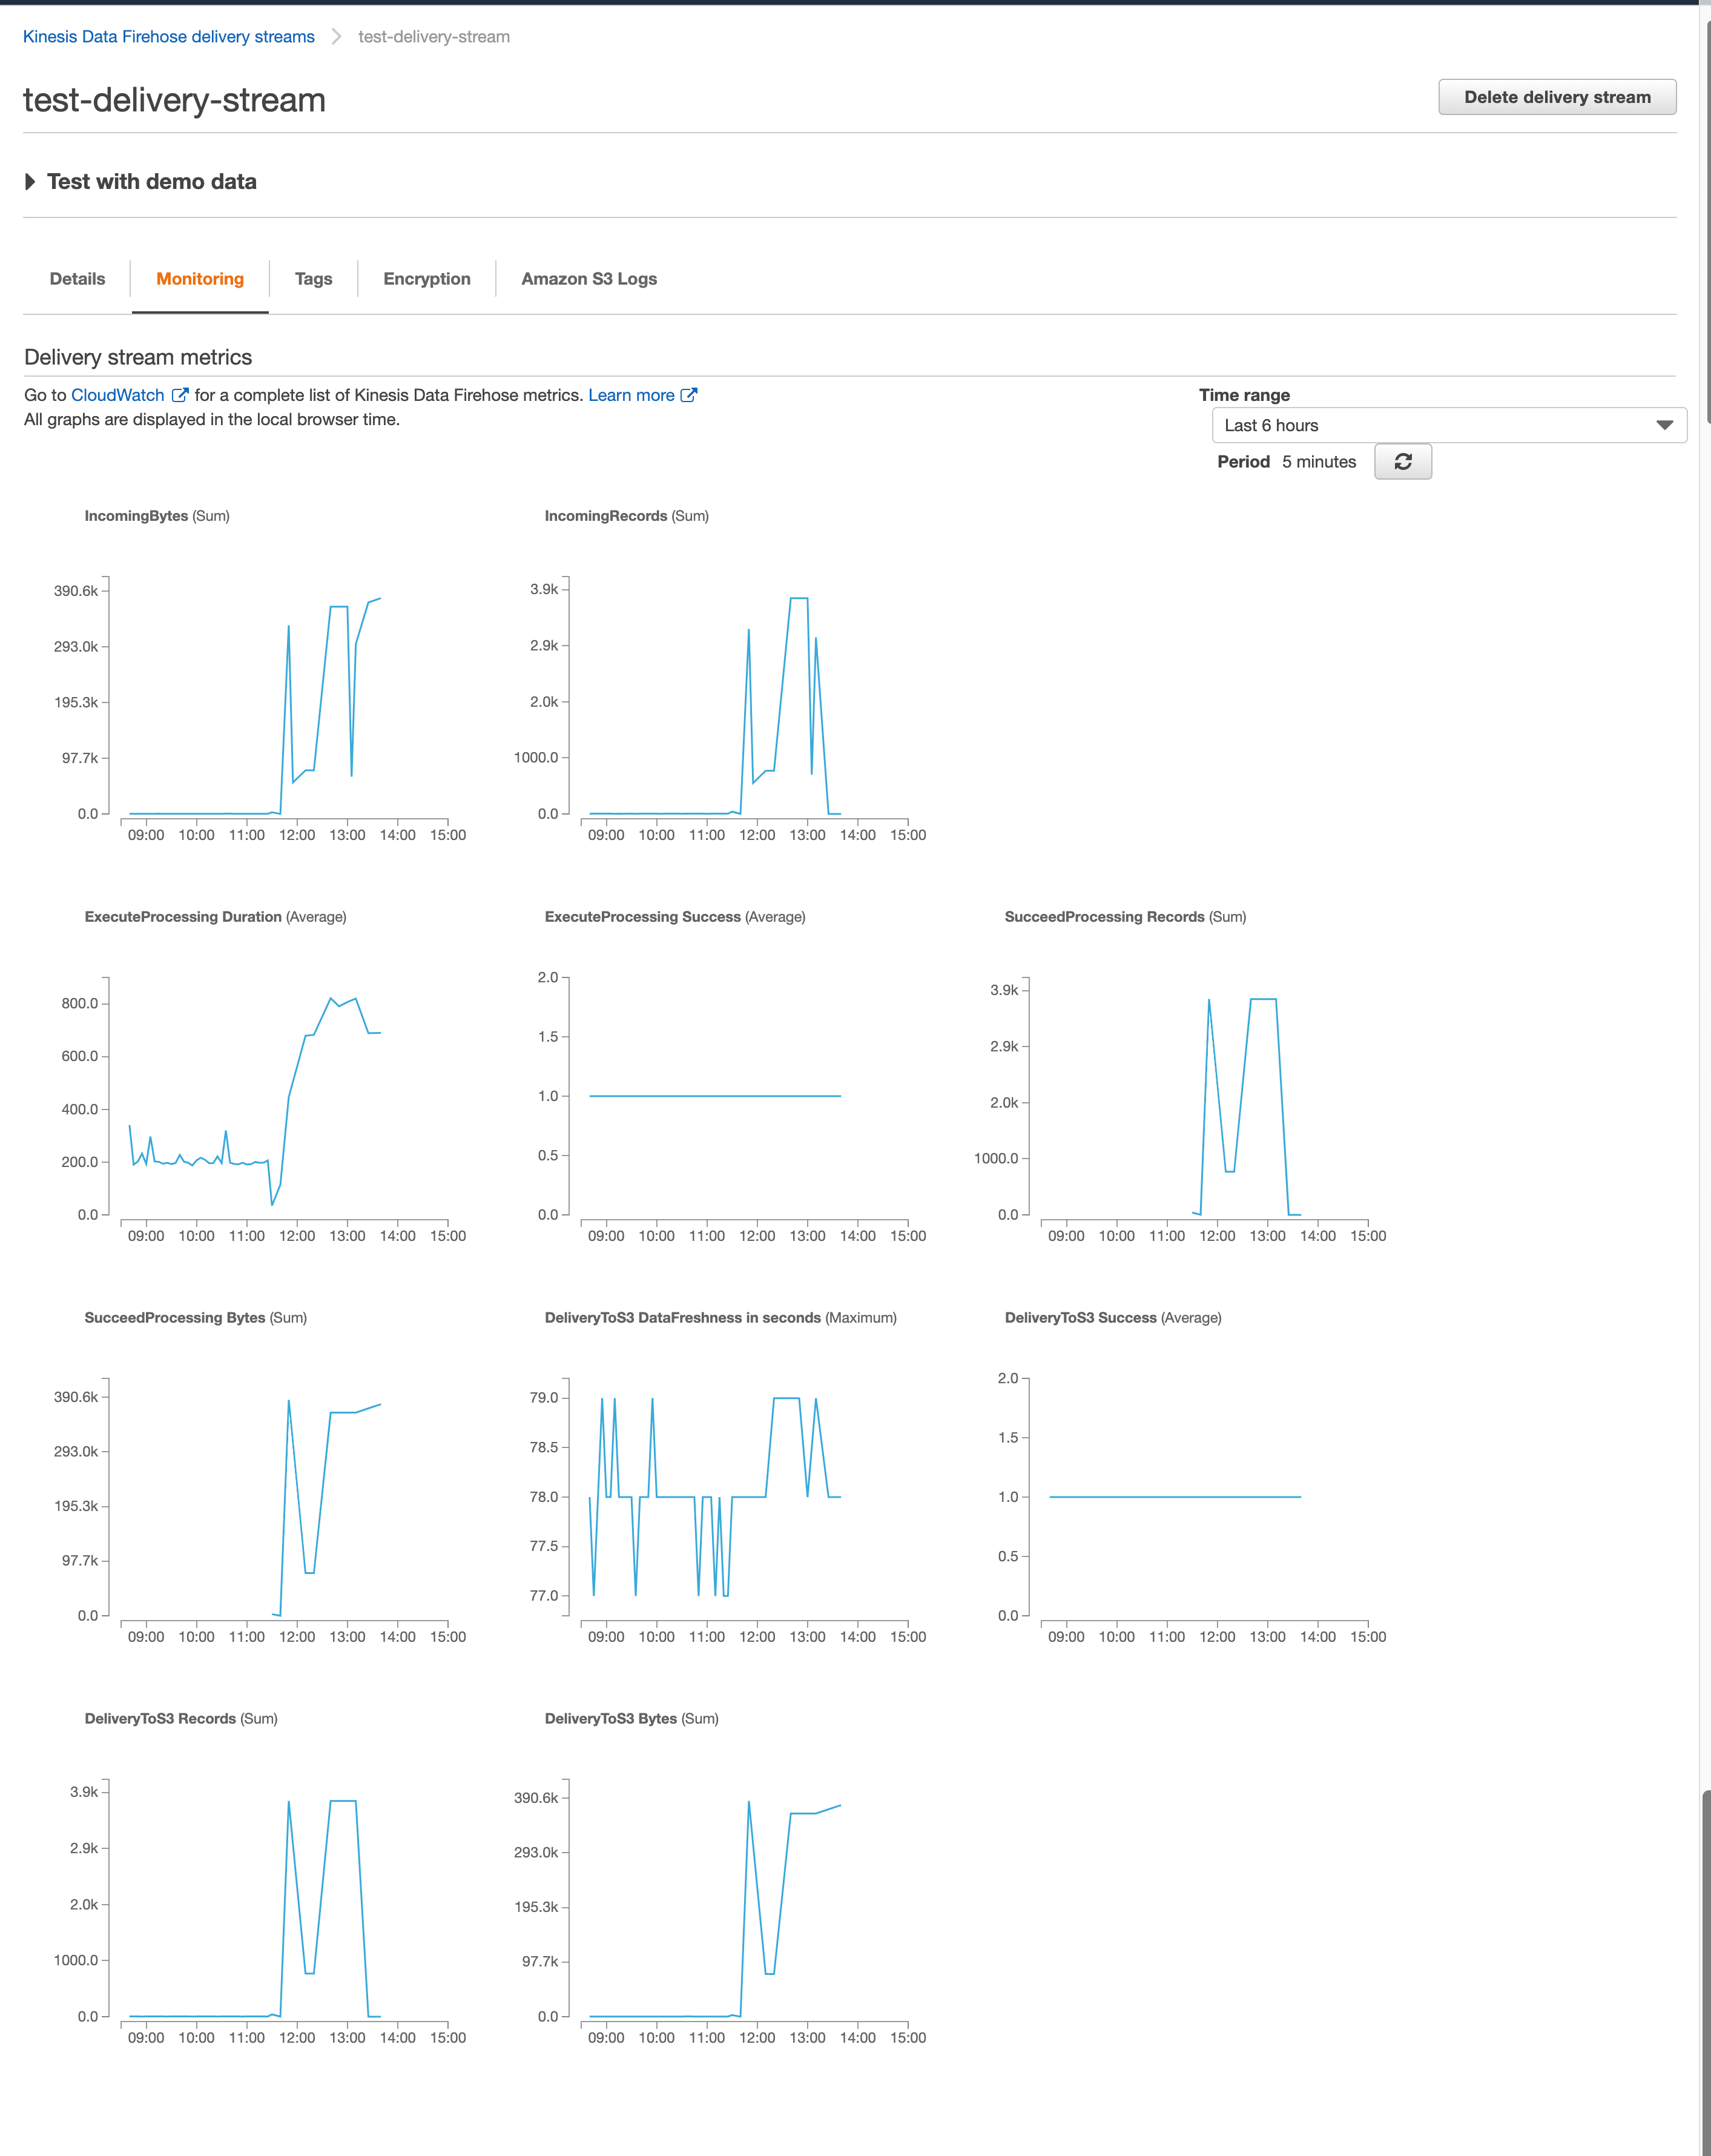 Kinesis Data Firehose delivery streams > test-delivery-stream
test-delivery-stream
Delete delivery stream
Test with demo data
Details Monitoring Tags Encryption Amazon S3 Logs
Delivery stream metrics
Go to CloudWatch for a complete list of Kinesis Data Firehose metrics. Learn more
All graphs are displayed in the local browser time.
Time range
Last 6 hours
Period 5 minutes
IncomingBytes (Sum)
390.6k
293.0k
195.3k
97.7k
0.0
09:00 10:00 11:00 12:00 13:00 14:00 15:00
IncomingRecords (Sum)
3.9k
2.9k
2.0k
1000.0
0.0
09:00 10:00 11:00 12:00 13:00 14:00 15:00
ExecuteProcessing Duration (Average)
800.0
600.0
400.0
200.0
0.0
09:00 10:00 11:00 12:00 13:00 14:00 15:00
ExecuteProcessing Success (Average)
2.0
1.5
1.0
0.5
0.0
09:00 10:00 11:00 12:00 13:00 14:00 15:00
SucceedProcessing Records (Sum)
3.9k
2.9k
2.0k
1000.0
0.0
09:00 10:00 11:00 12:00 13:00 14:00 15:00
SucceedProcessing Bytes (Sum)
390.6k
293.0k
195.3k
97.7k
0.0
09:00 10:00 11:00 12:00 13:00 14:00 15:00
DeliveryToS3 DataFreshness in seconds (Maximum)
79.0
78.5
78.0
77.5
77.0
09:00 10:00 11:00 12:00 13:00 14:00 15:00
DeliveryToS3 Success (Average)
2.0
1.5
1.0
0.5
0.0
09:00 10:00 11:00 12:00 13:00 14:00 15:00
DeliveryToS3 Records (Sum)
3.9k
2.9k
2.0k
1000.0
0.0
09:00 10:00 11:00 12:00 13:00 14:00 15:00
DeliveryToS3 Bytes (Sum)
390.6k
293.0k
195.3k
97.7k
0.0
09:00 10:00 11:00 12:00 13:00 14:00 15:00